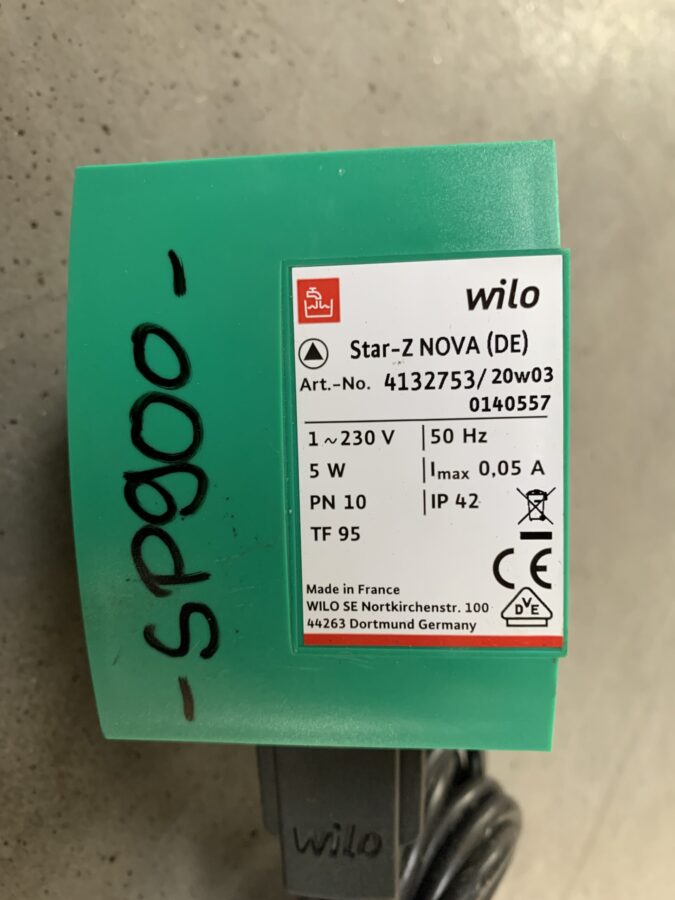 - SP900 -
wilo
Star-Z NOVA (DE)
Art.-No. 4132753/20w03
0140557
1~230 V | 50 Hz
5 W | Imax 0,05 A
PN 10 | IP 42
TF 95
CE
Made in France
WILO SE Nortkirchenstr. 100
44263 Dortmund Germany
DVE
wilo